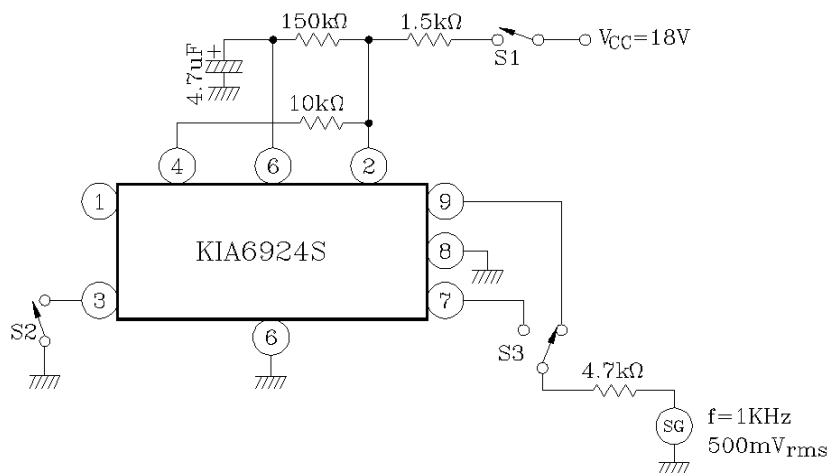 150kΩ
1.5kΩ
S1
VCC=18V
4.7uF
+
10kΩ
4
6
2
1
9
KIA6924S
8
3
7
S2
6
S3
4.7kΩ
SG
f=1KHz
500mVrms